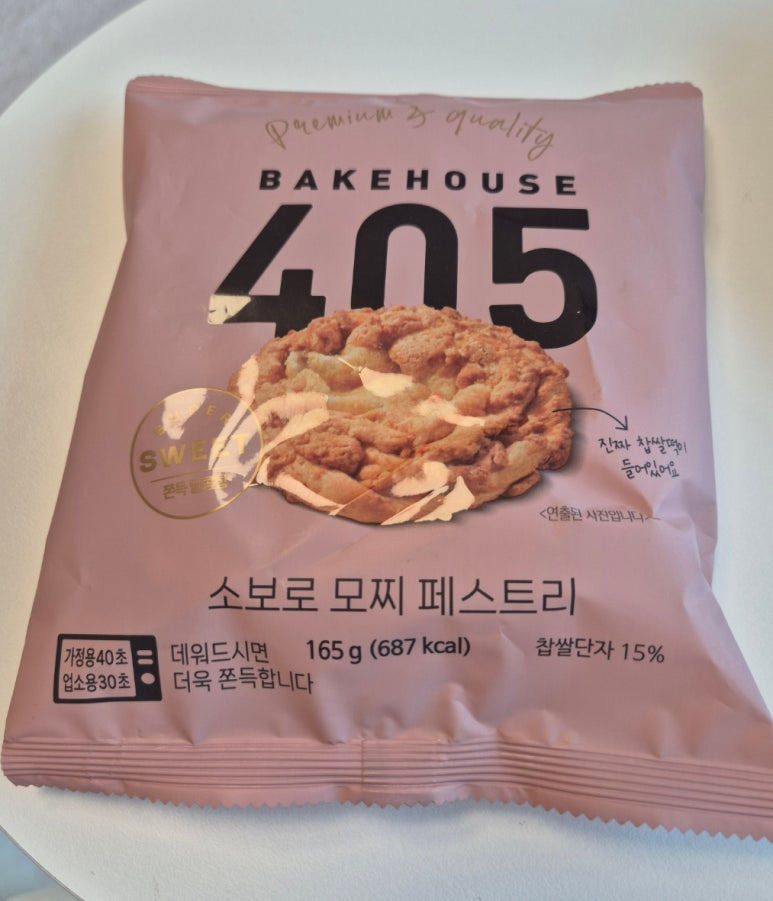 Premium & quality
BAKEHOUSE
405
SUPER
SWEET
쫀득
진짜 찹쌀떡이
들어있어요
<연출된 사진입니다>
소보로 모찌 페스트리
가정용40초
업소용30초
데워드시면
더욱 쫀득합니다
165 g (687 kcal)
찹쌀단자 15%